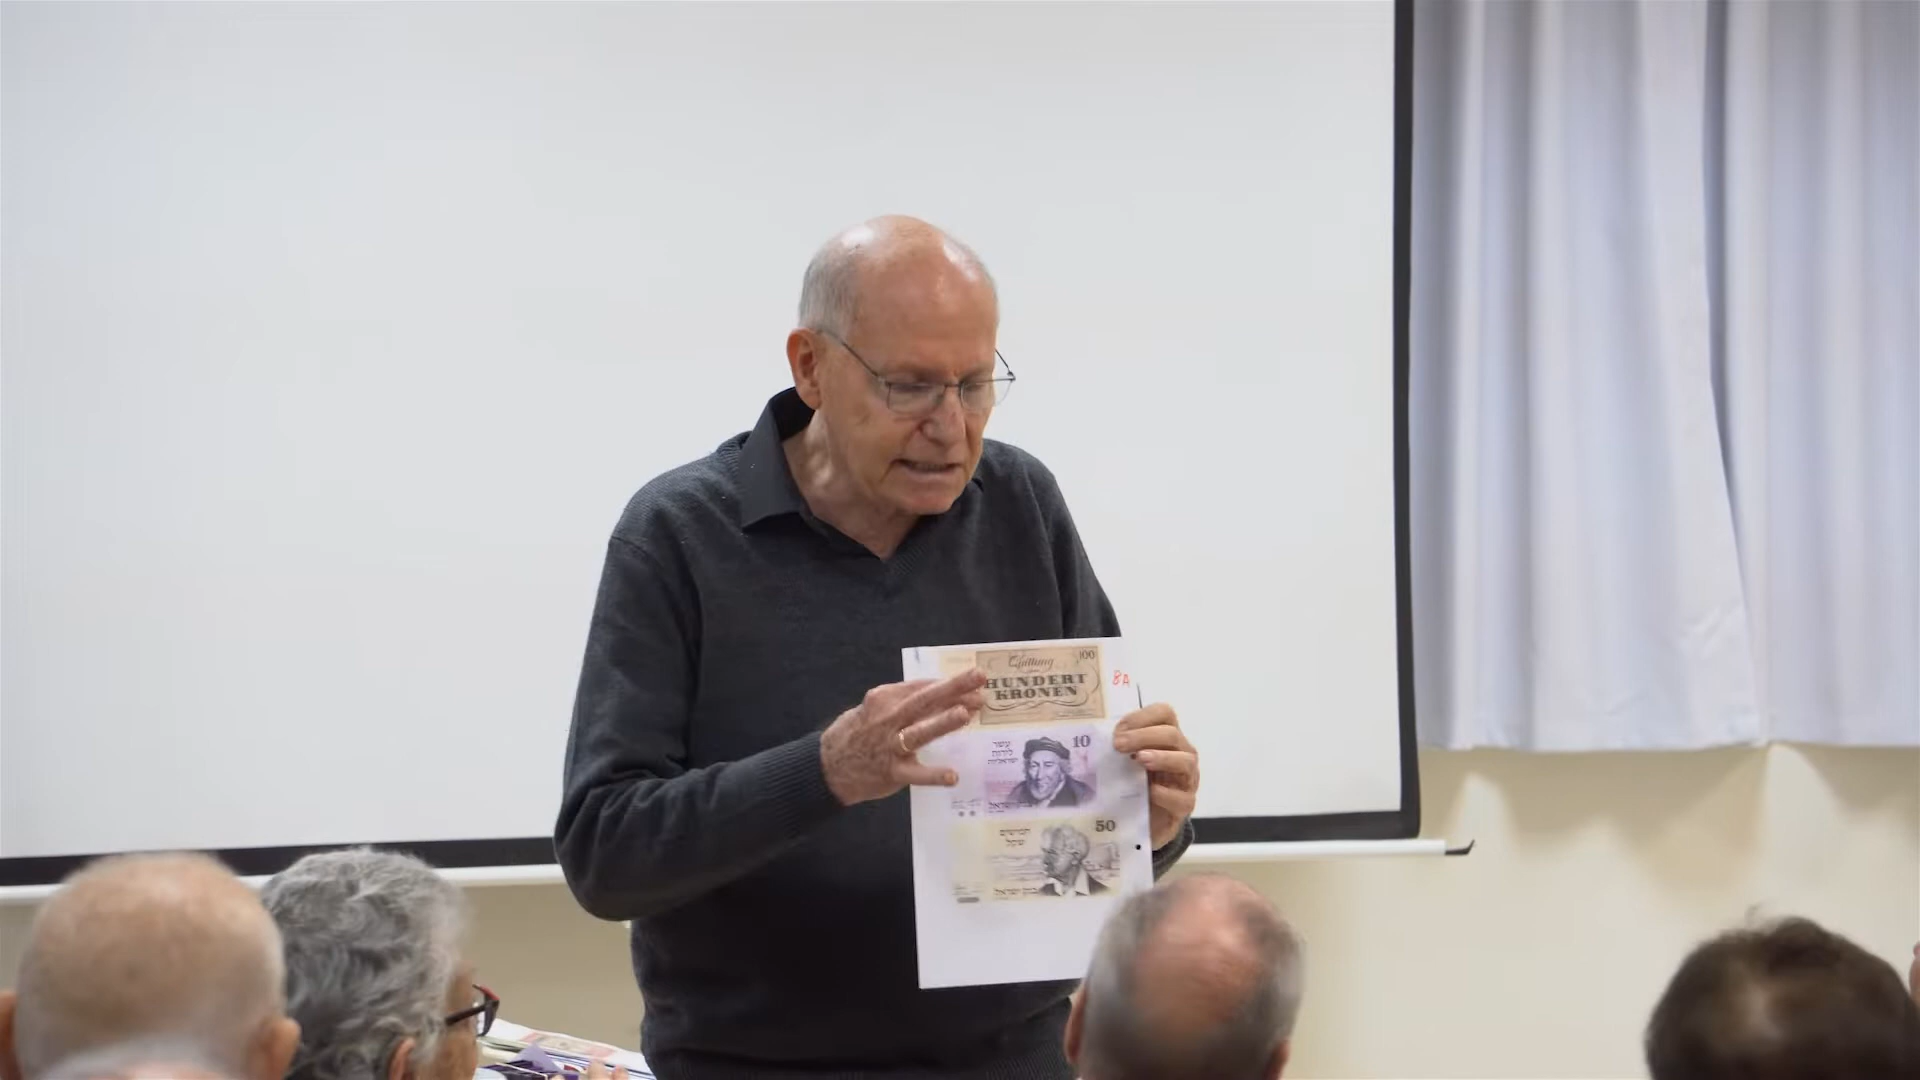 Quittung
100
HUNDERT
KRONEN
8A
עשר
לירות
ישראליות
10
בנק ישראל
חמישים
שקל
50
בנק ישראל